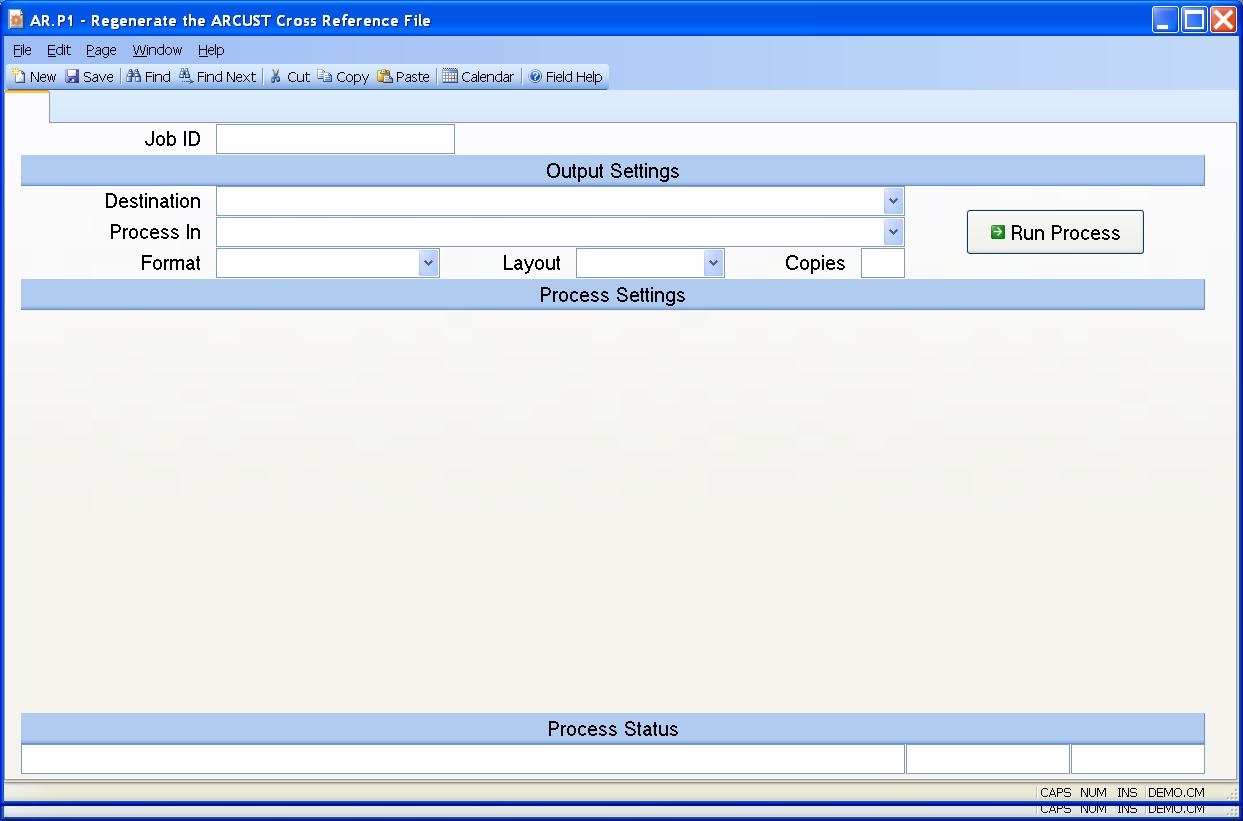 AR.P1 - Regenerate the ARCUST Cross Reference File
File Edit Page Window Help
New Save Find Find Next Cut Copy Paste Calendar Field Help
Job ID
Output Settings
Destination
Process In
Run Process
Format Layout Copies
Process Settings
Process Status
CAPS NUM INS DEMO.CM
CAPS NUM INS DEMO.CM